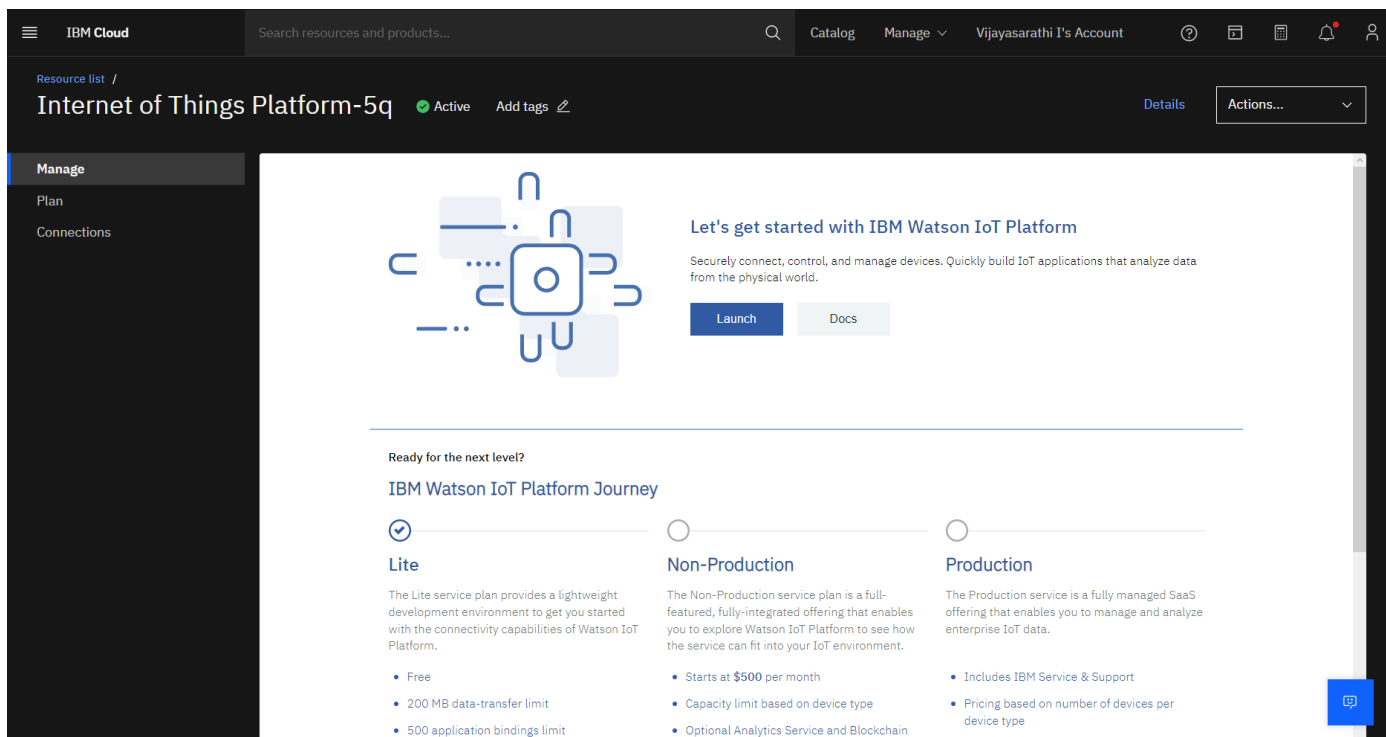 IBM Cloud
Search resources and products...
Catalog
Manage
Vijayasarathi I's Account
Resource list /
Internet of Things Platform-5q
Active
Add tags
Details
Actions...
Manage
Plan
Connections
Let's get started with IBM Watson IoT Platform
Securely connect, control, and manage devices. Quickly build IoT applications that analyze data
from the physical world.
Launch
Docs
Ready for the next level?
IBM Watson IoT Platform Journey
Lite
The Lite service plan provides a lightweight
development environment to get you started
with the connectivity capabilities of Watson IoT
Platform.
• Free
• 200 MB data-transfer limit
• 500 application bindings limit
Non-Production
The Non-Production service plan is a full-
featured, fully-integrated offering that enables
you to explore Watson IoT Platform to see how
the service can fit into your IoT environment.
• Starts at $500 per month
• Capacity limit based on device type
• Optional Analytics Service and Blockchain
Production
The Production service is a fully managed SaaS
offering that enables you to manage and analyze
enterprise IoT data.
• Includes IBM Service & Support
• Pricing based on number of devices per
device type